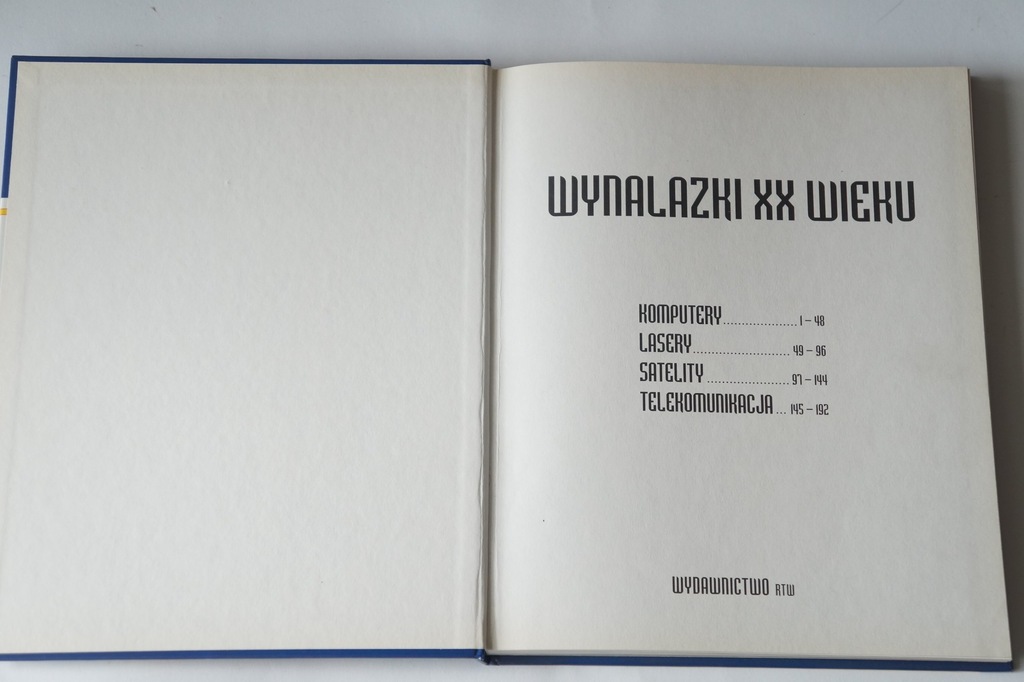 WYNALAZKI XX WIEKU
KOMPUTERY.....................1 – 48
LASERY...........................49 – 96
SATELITY.......................97 – 144
TELEKOMUNIKACJA...145 – 192
WYDAWNICTWO RTW